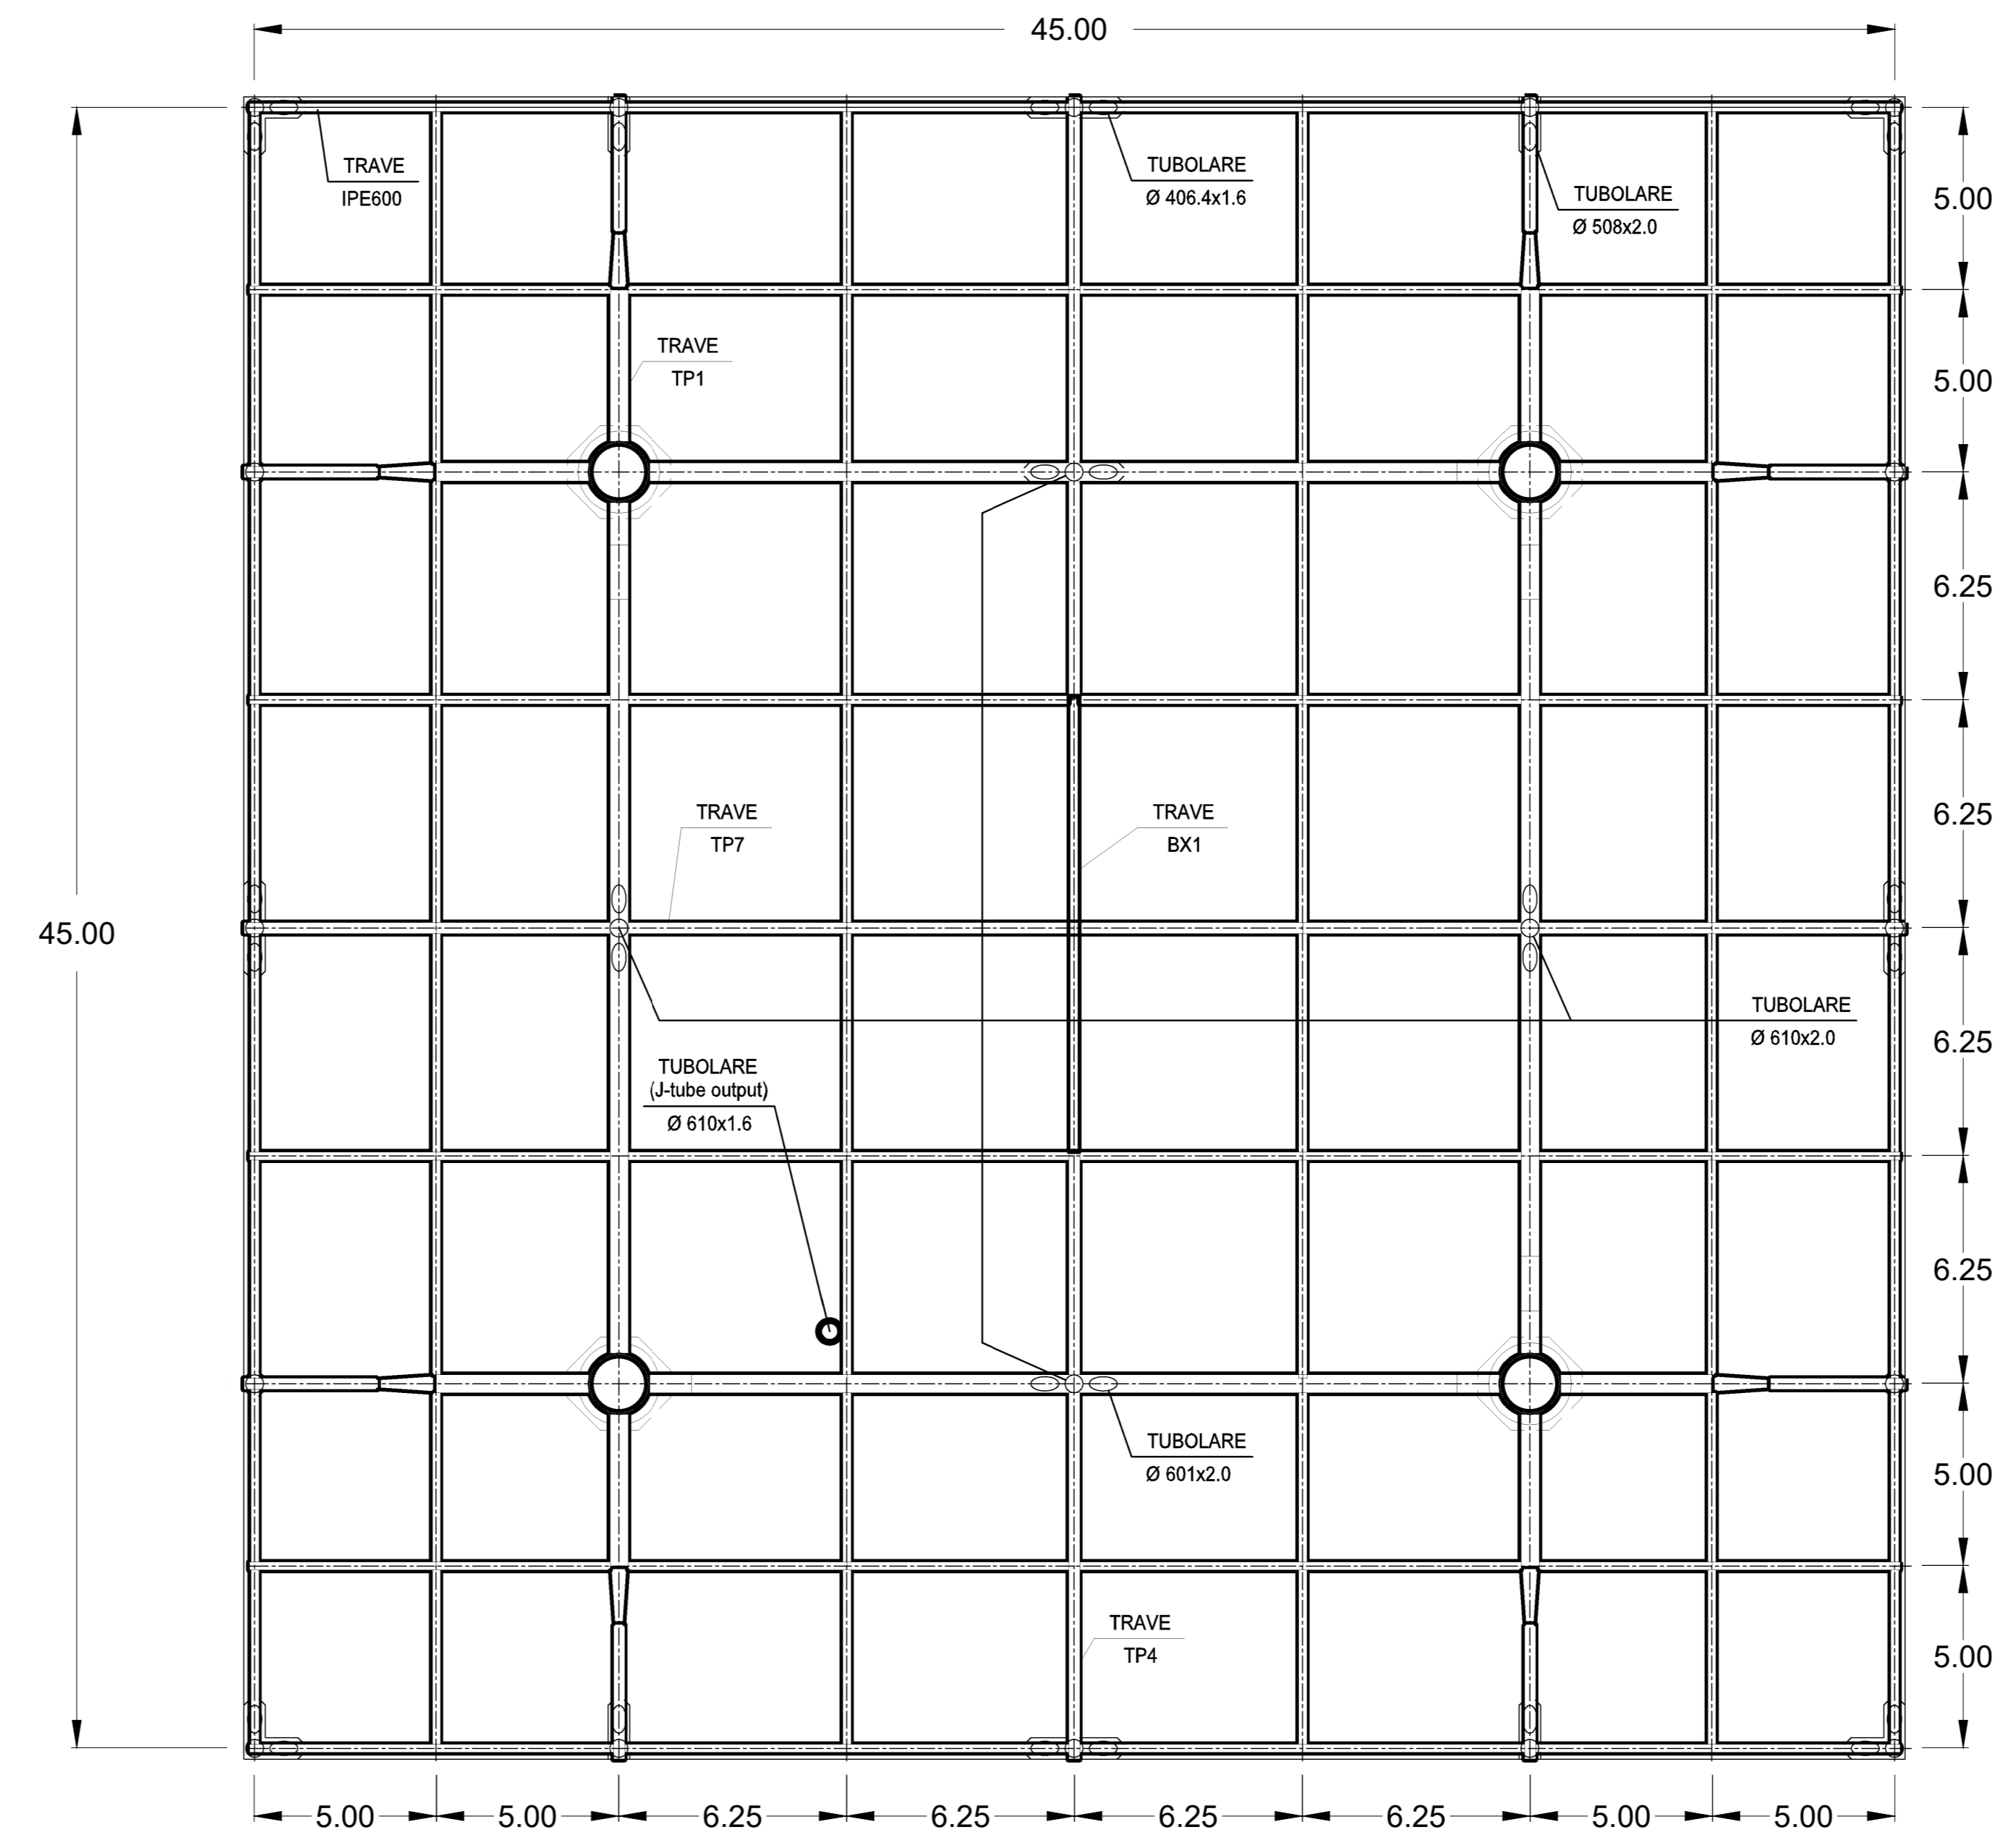 45.00
TRAVE
IPE600
TUBOLARE
Ø 406.4x1.6
TUBOLARE
Ø 508x2.0
5.00
TRAVE
TP1
5.00
6.25
TRAVE
TP7
TRAVE
BX1
6.25
45.00
TUBOLARE
Ø 610x2.0
6.25
TUBOLARE
(J-tube output)
Ø 610x1.6
6.25
TUBOLARE
Ø 601x2.0
5.00
TRAVE
TP4
5.00
5.00
5.00
6.25
6.25
6.25
6.25
5.00
5.00